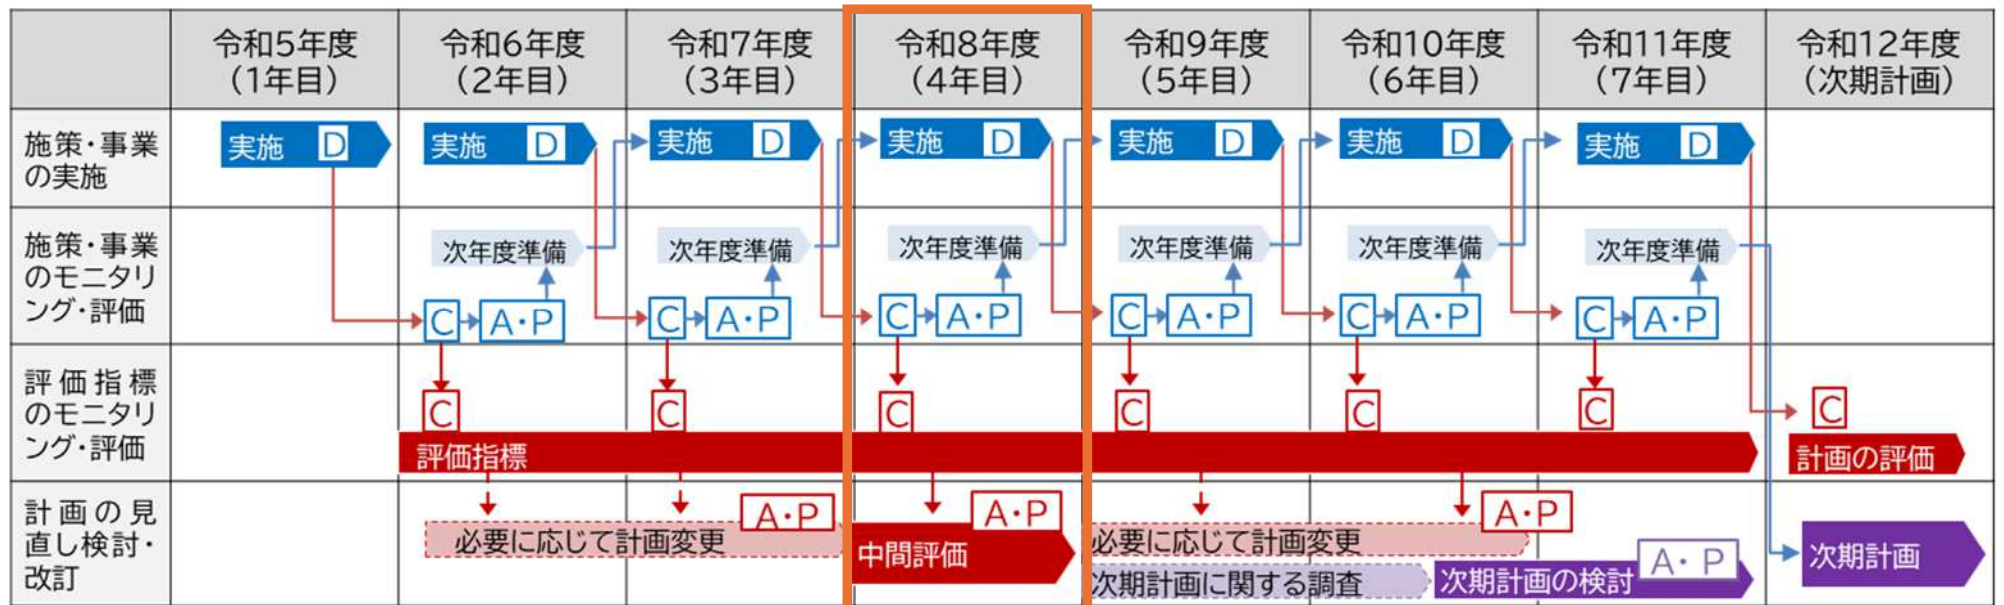 令和5年度
（1年目）
令和6年度
（2年目）
令和7年度
（3年目）
令和8年度
（4年目）
令和9年度
（5年目）
令和10年度
（6年目）
令和11年度
（7年目）
令和12年度
（次期計画）
施策・事業
の実施
実施 D
実施 D
実施 D
実施 D
実施 D
実施 D
実施 D
施策・事業
のモニタリ
ング・評価
次年度準備
次年度準備
次年度準備
次年度準備
次年度準備
次年度準備
C A・P
C A・P
C A・P
C A・P
C A・P
C A・P
評価指標
のモニタリ
ング・評価
C
C
C
C
C
C
C
評価指標
計画の評価
計画の見
直し検討・
改訂
A・P
必要に応じて計画変更
A・P
中間評価
A・P
必要に応じて計画変更
次期計画に関する調査
A・P
次期計画の検討
次期計画